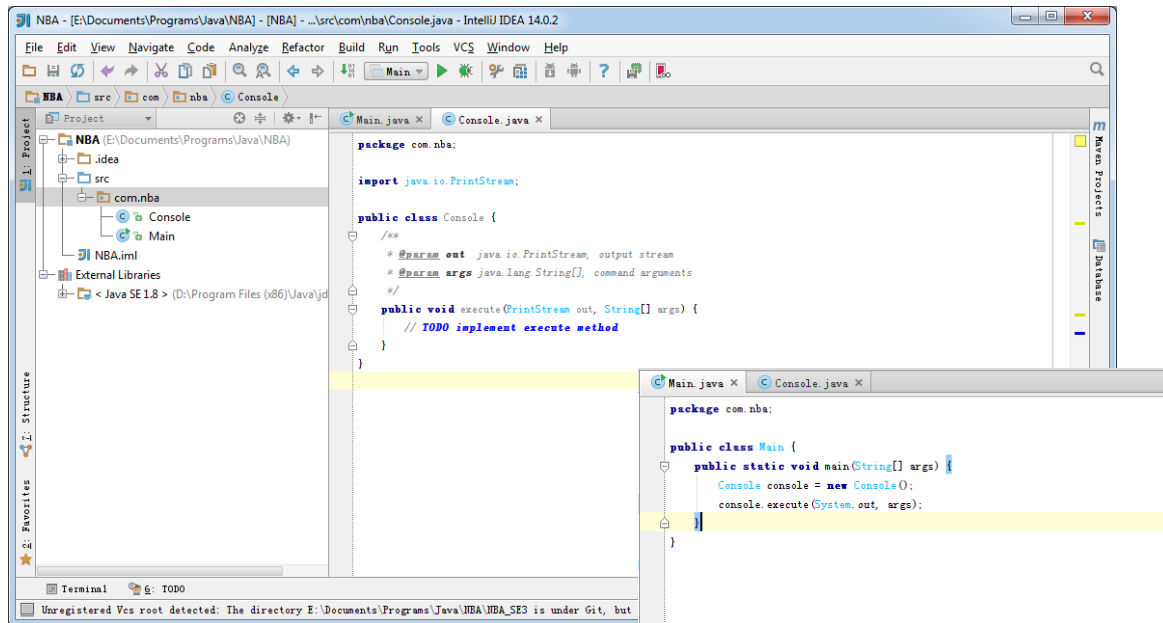 NBA - [E:\Documents\Programs\Java\NBA] - [NBA] - ...\src\com\nba\Console.java - IntelliJ IDEA 14.0.2
File Edit View Navigate Code Analyze Refactor Build Run Tools VCS Window Help
Main
NBA src com nba Console
Project
Main.java × Console.java ×
1: Project
NBA (E:\Documents\Programs\Java\NBA)
.idea
src
com.nba
Console
Main
NBA.iml
External Libraries
< Java SE 1.8 > (D:\Program Files (x86)\Java\jd
package com.nba;
import java.io.PrintStream;
public class Console {
/**
* @param out java.io.PrintStream, output stream
* @param args java.lang.String[], command arguments
*/
public void execute(PrintStream out, String[] args) {
// TODO implement execute method
}
}
Maven Projects
Database
7: Structure
2: Favorites
Main.java × Console.java ×
package com.nba;
public class Main {
public static void main(String[] args) {
Console console = new Console();
console.execute(System.out, args);
}
}
Terminal 6: TODO
Unregistered Vcs root detected: The directory E:\Documents\Programs\Java\NBA\NBA_SE3 is under Git, but